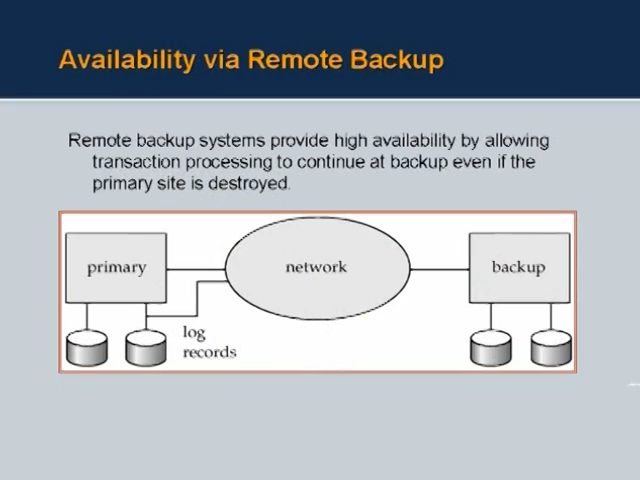 Availability via Remote Backup
Remote backup systems provide high availability by allowing
transaction processing to continue at backup even if the
primary site is destroyed.
primary
network
backup
log
records